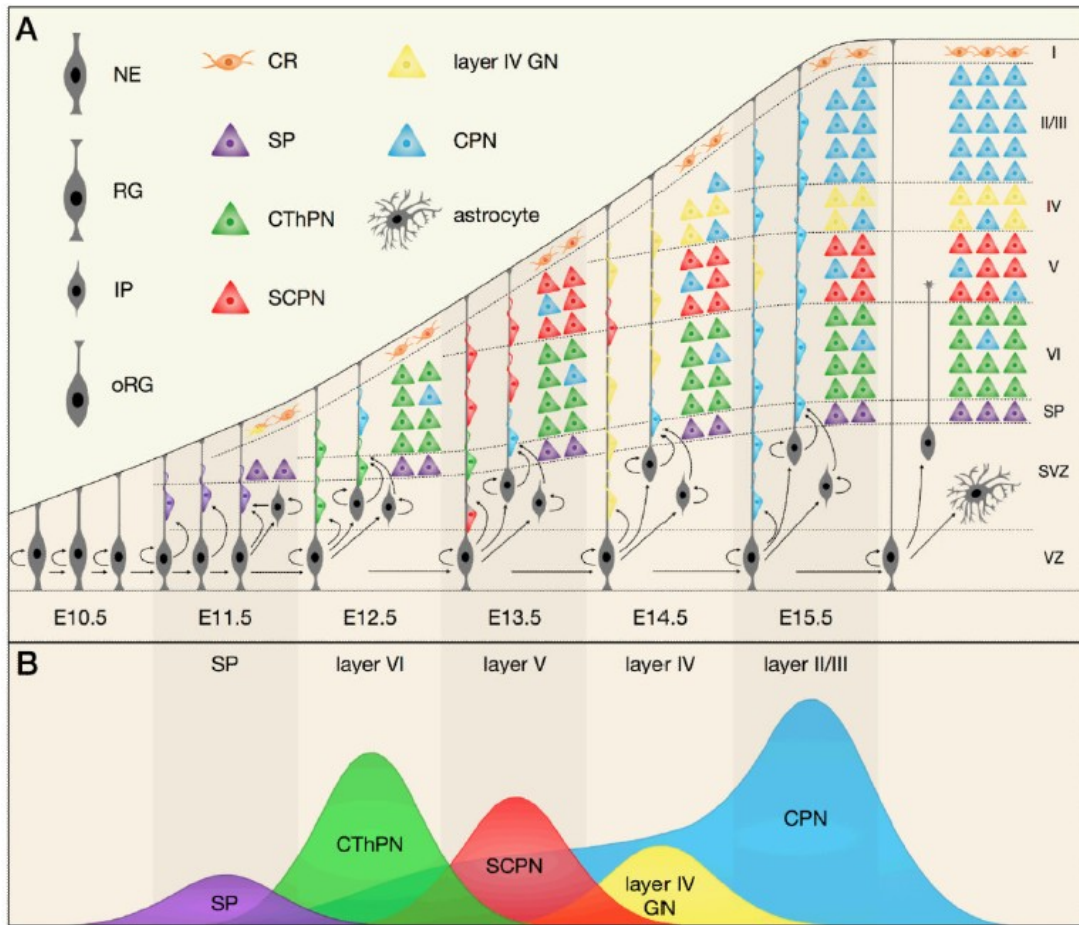 A
NE
RG
IP
oRG
CR
SP
CThPN
SCPN
layer IV GN
CPN
astrocyte
I
II/III
IV
V
VI
SP
SVZ
VZ
E10.5 E11.5 E12.5 E13.5 E14.5 E15.5
B
SP layer VI layer V layer IV layer II/III
SP
CThPN
SCPN
layer IV
GN
CPN